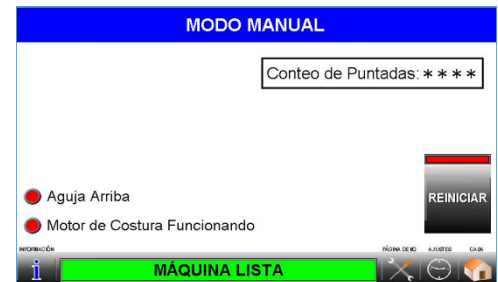 MODO MANUAL
Conteo de Puntadas: ****
Aguja Arriba
REINICIAR
Motor de Costura Funcionando
INFORMACIÓN
PÁGINA DE IO
AJUSTES
CASA
MÁQUINA LISTA